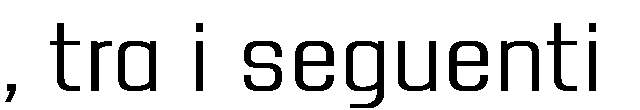 , tra i seguenti